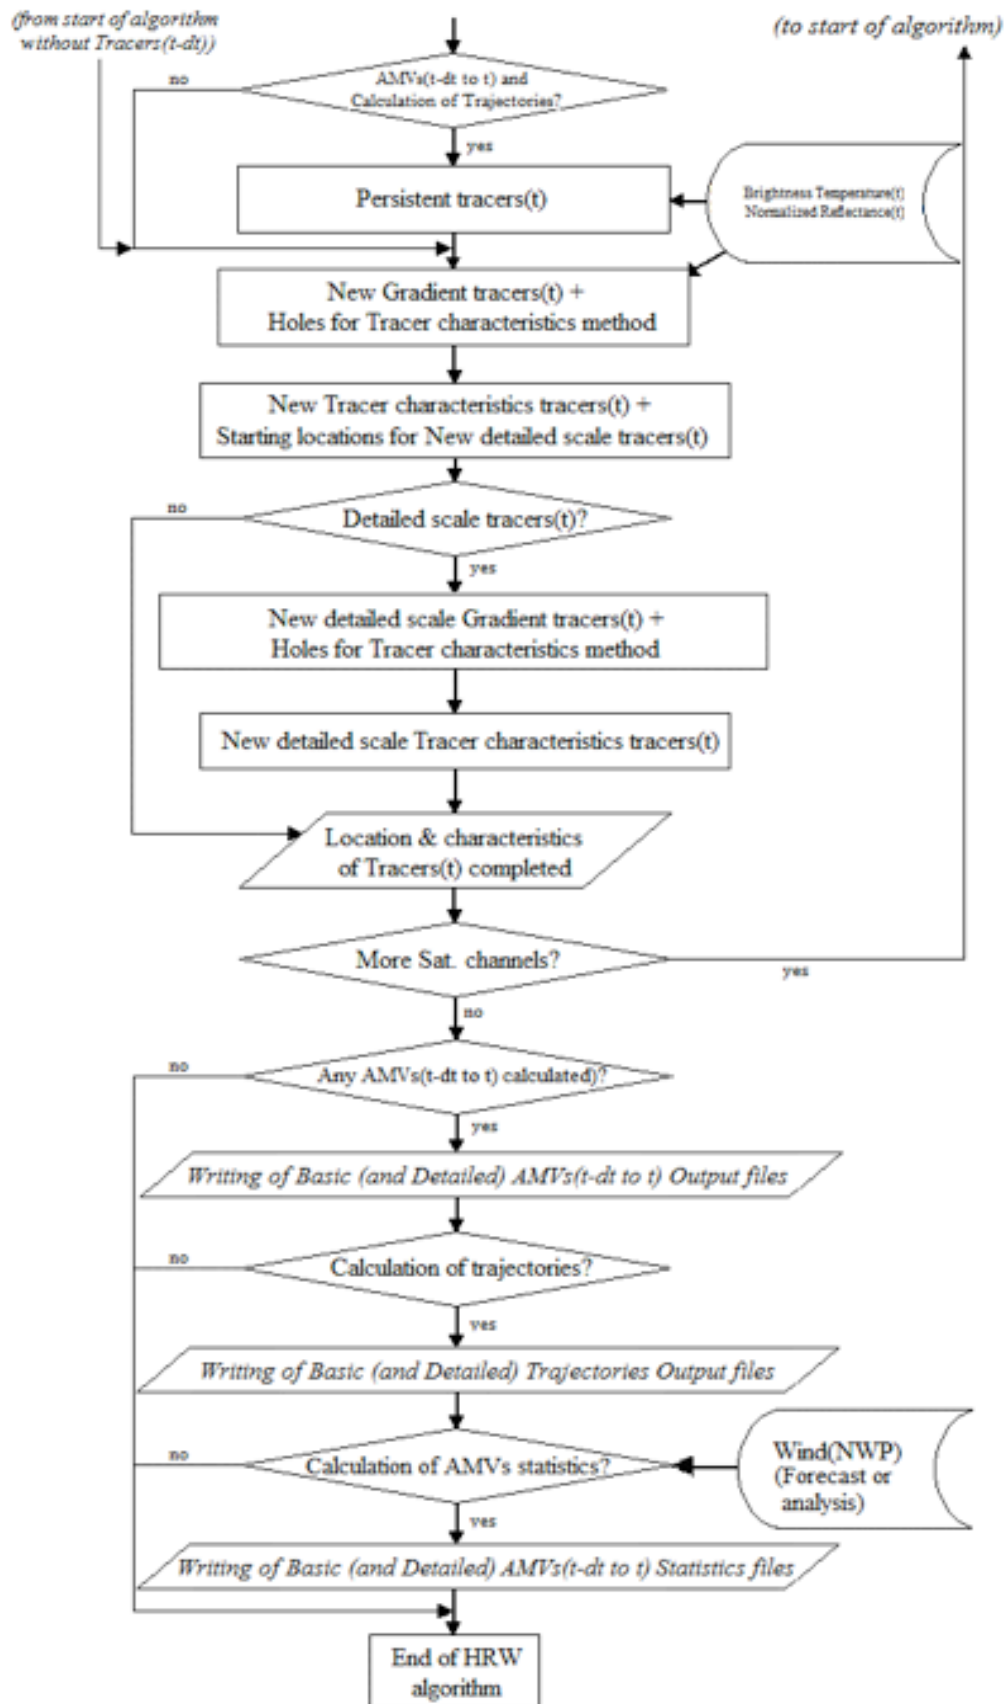 (from start of algorithm
without Tracers(t-dt))
(to start of algorithm)
no
AMVs(t-dt to t) and
Calculation of Trajectories?
yes
Persistent tracers(t)
Brightness Temperature(t)
Normalized Reflectance(t)
New Gradient tracers(t) +
Holes for Tracer characteristics method
New Tracer characteristics tracers(t) +
Starting locations for New detailed scale tracers(t)
no
Detailed scale tracers(t)?
yes
New detailed scale Gradient tracers(t) +
Holes for Tracer characteristics method
New detailed scale Tracer characteristics tracers(t)
Location & characteristics
of Tracers(t) completed
More Sat. channels?
yes
no
no
Any AMVs(t-dt to t) calculated)?
yes
Writing of Basic (and Detailed) AMVs(t-dt to t) Output files
no
Calculation of trajectories?
yes
Writing of Basic (and Detailed) Trajectories Output files
no
Calculation of AMVs statistics?
Wind(NWP)
(Forecast or
analysis)
yes
Writing of Basic (and Detailed) AMVs(t-dt to t) Statistics files
End of HRW
algorithm